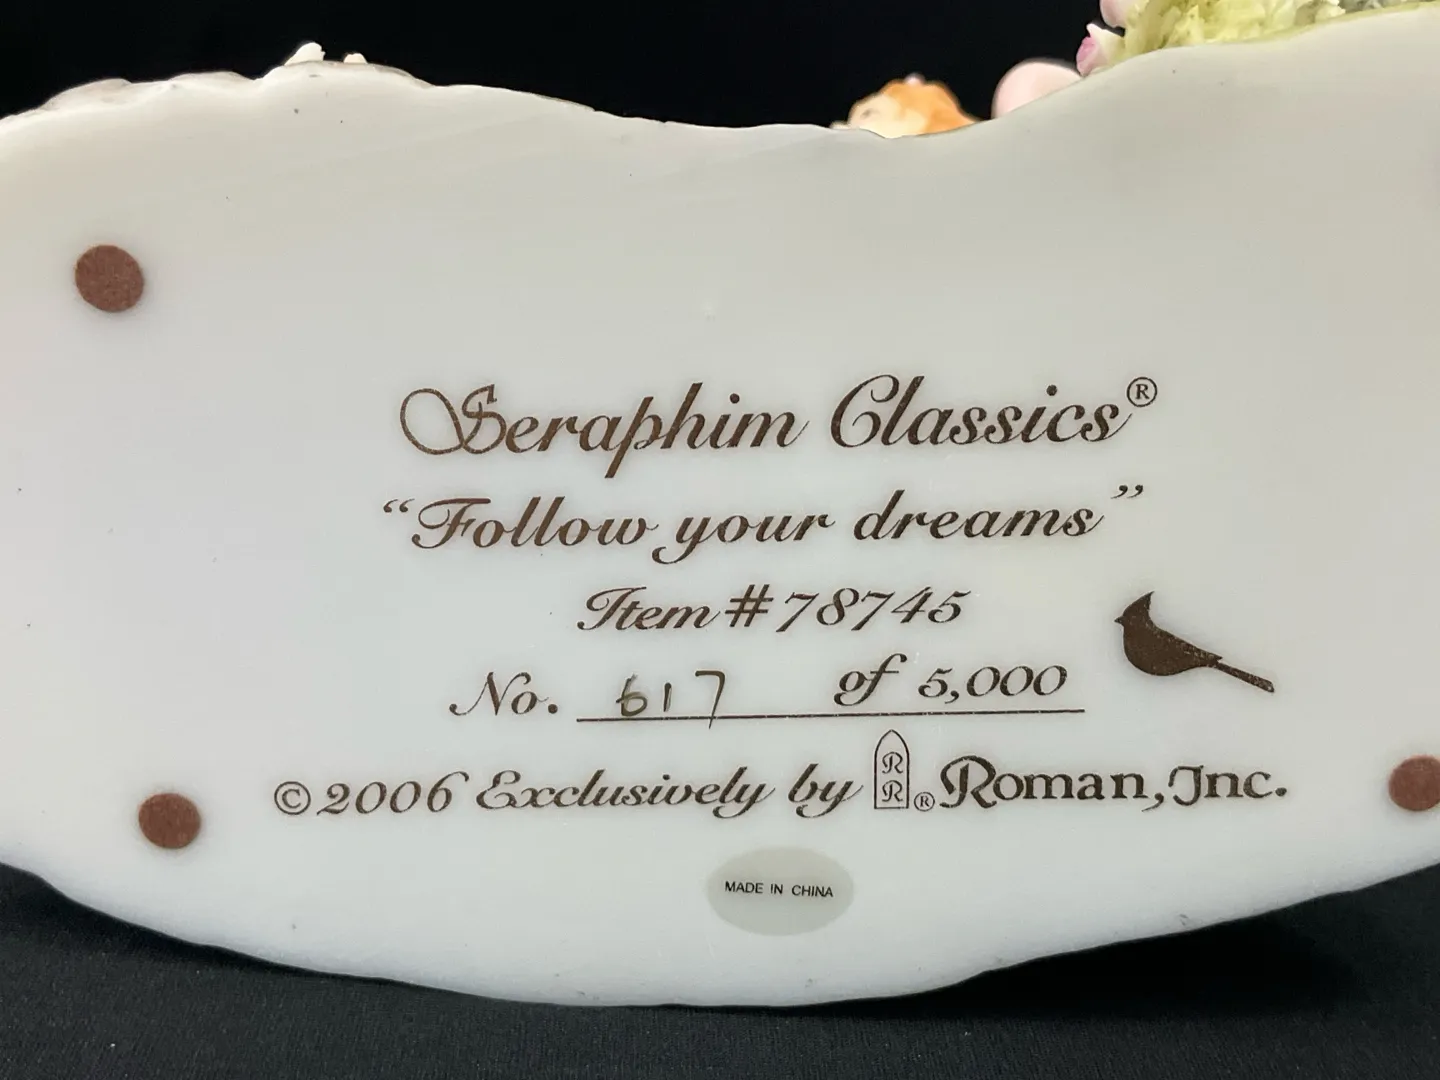 Seraphim Classics®
“Follow your dreams”
Item #78745
No. 617 of 5,000
©2006 Exclusively by RR® Roman, Inc.
MADE IN CHINA